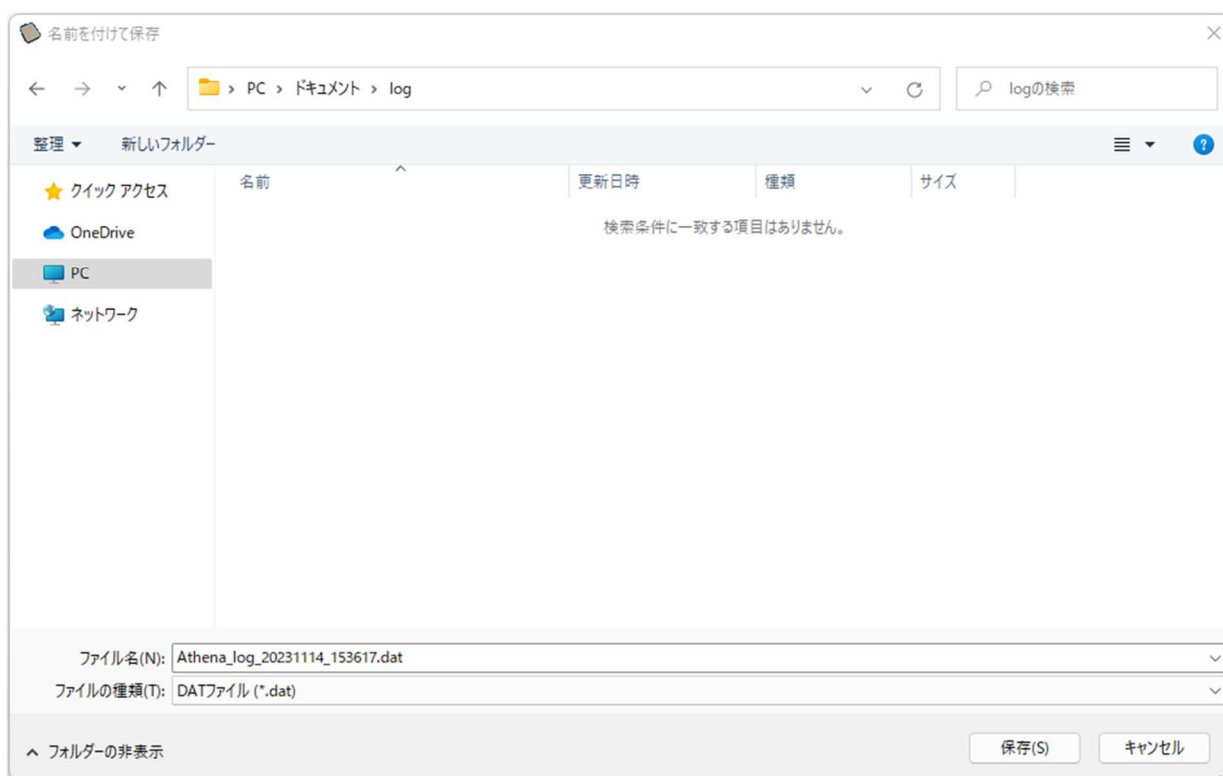 名前を付けて保存
PC › ドキュメント › log
logの検索
整理 新しいフォルダー
名前 更新日時 種類 サイズ
クイック アクセス
検索条件に一致する項目はありません。
OneDrive
PC
ネットワーク
ファイル名(N): Athena_log_20231114_153617.dat
ファイルの種類(T): DATファイル (*.dat)
フォルダーの非表示
保存(S) キャンセル